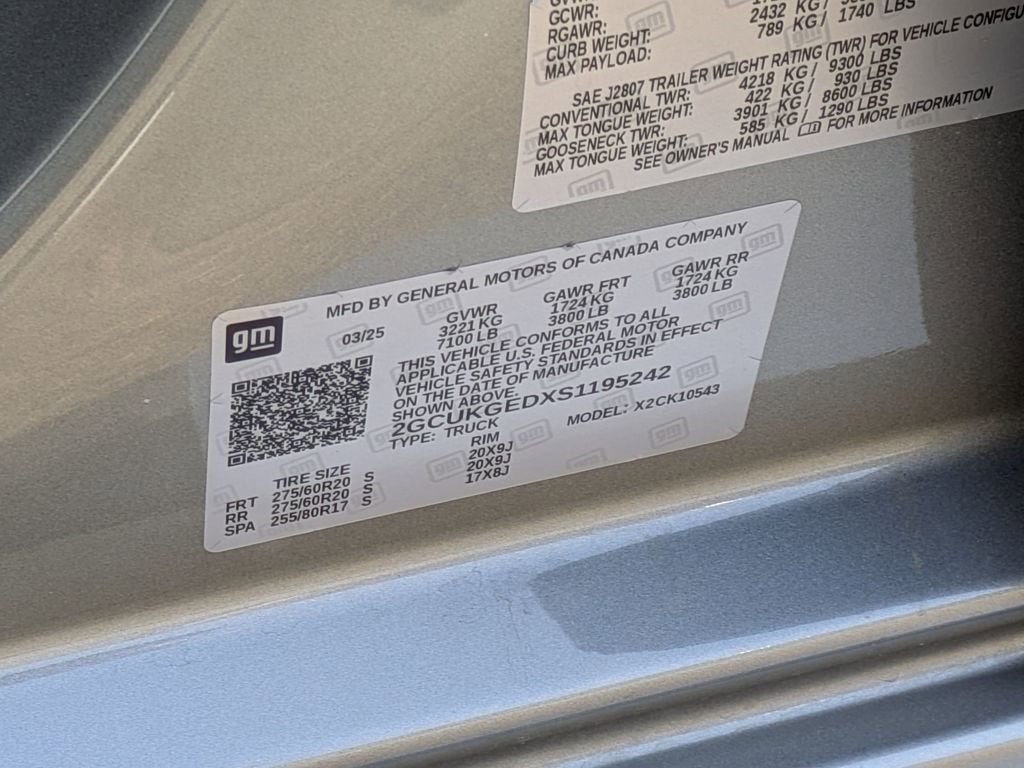 GCWR:
RGAWR:
CURB WEIGHT: 2432 KG/
MAX PAYLOAD: 789 KG/ 1740 LBS
SAE J2807 TRAILER WEIGHT RATING (TWR) FOR VEHICLE
CONVENTIONAL TWR: 4218 KG/ 9300 LBS
MAX TONGUE WEIGHT: 422 KG/ 930 LBS
GOOSENECK TWR: 3901 KG/ 8600 LBS
MAX TONGUE WEIGHT: 585 KG/ 1290 LBS
SEE OWNER'S MANUAL FOR MORE INFORMATION
gm
MFD BY GENERAL MOTORS OF CANADA COMPANY
03/25 GVWR GAWR FRT GAWR RR
3221 KG 1724 KG 1724 KG
7100 LB 3800 LB 3800 LB
THIS VEHICLE CONFORMS TO ALL
APPLICABLE U.S. FEDERAL MOTOR
VEHICLE SAFETY STANDARDS IN EFFECT
ON THE DATE OF MANUFACTURE
SHOWN ABOVE.
2GCUKGEDXS1195242
TYPE: TRUCK MODEL: X2CK10543
TIRE SIZE RIM
FRT 275/60R20 S 20X9J
RR 275/60R20 S 20X9J
SPA 255/80R17 S 17X8J